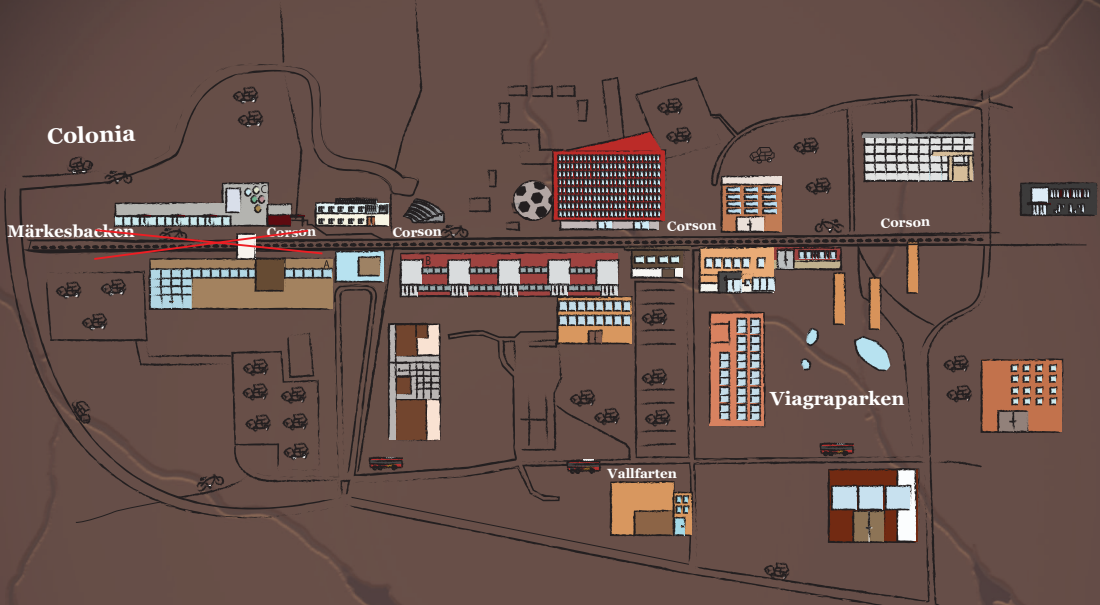 Colonia
Märkesbacken
Corson
Corson
Corson
Corson
A
B
Viagraparken
Vallfarten